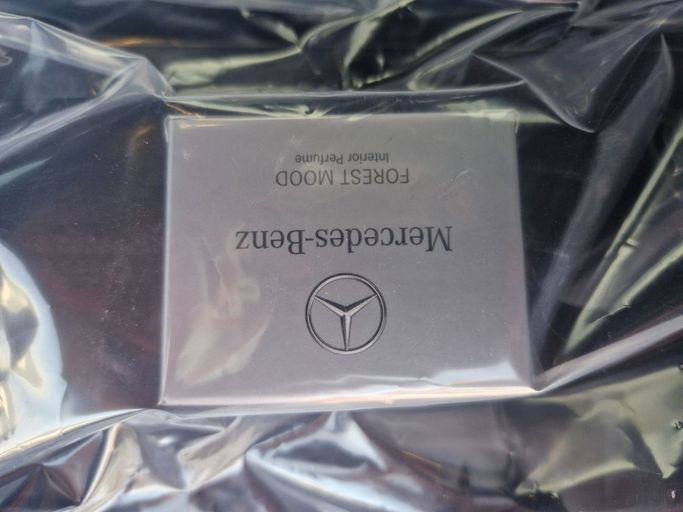 Mercedes-Benz
FOREST MOOD
Interior Perfume